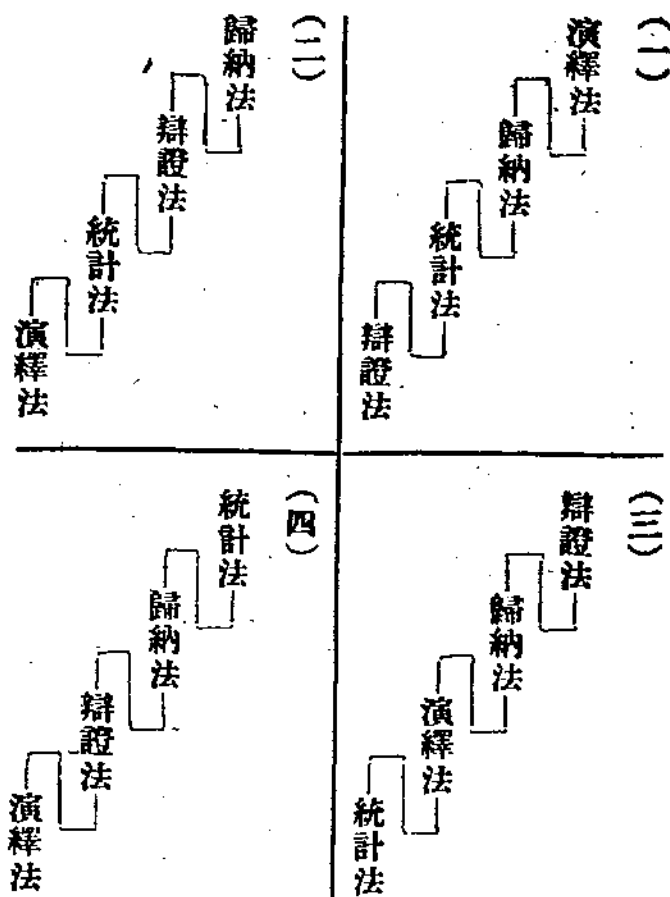 （一）
演繹法
歸納法
統計法
辯證法
（二）
歸納法
辯證法
統計法
演繹法
（三）
辯證法
歸納法
演繹法
統計法
（四）
統計法
歸納法
辯證法
演繹法